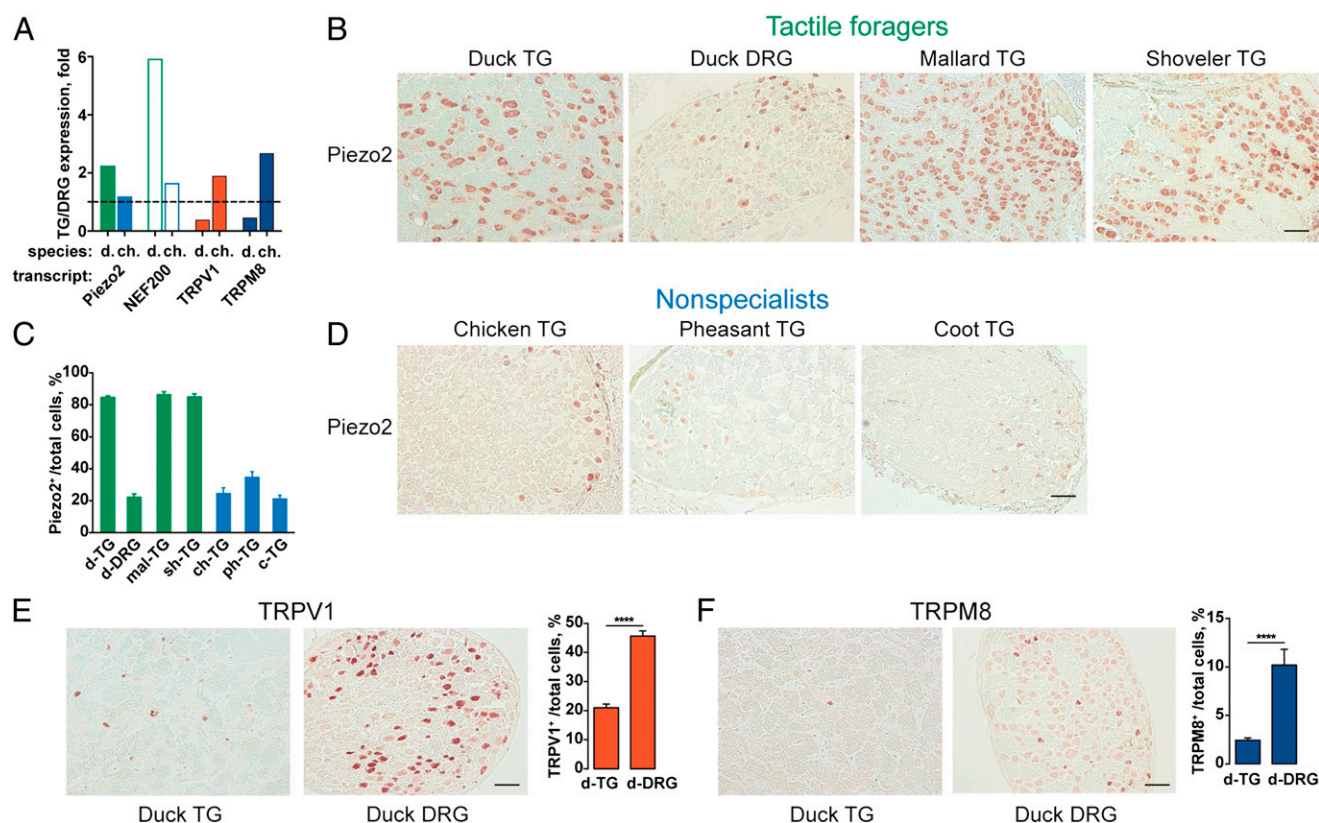 A
TG/DRG expression, fold
8
6
4
2
0
species: d. ch. d. ch. d. ch. d. ch.
transcript: Piezo2 NEF200 TRPV1 TRPM8
B
Tactile foragers
Duck TG Duck DRG Mallard TG Shoveler TG
Piezo2
C
Piezo2+/total cells, %
100
80
60
40
20
0
d-TG d-DRG mal-TG sh-TG ch-TG ph-TG c-TG
D
Nonspecialists
Chicken TG Pheasant TG Coot TG
Piezo2
E
TRPV1
Duck TG Duck DRG
TRPV1+/total cells, %
50
40
30
20
10
0
****
d-TG d-DRG
F
TRPM8
Duck TG Duck DRG
TRPM8+/total cells, %
15
10
5
0
****
d-TG d-DRG